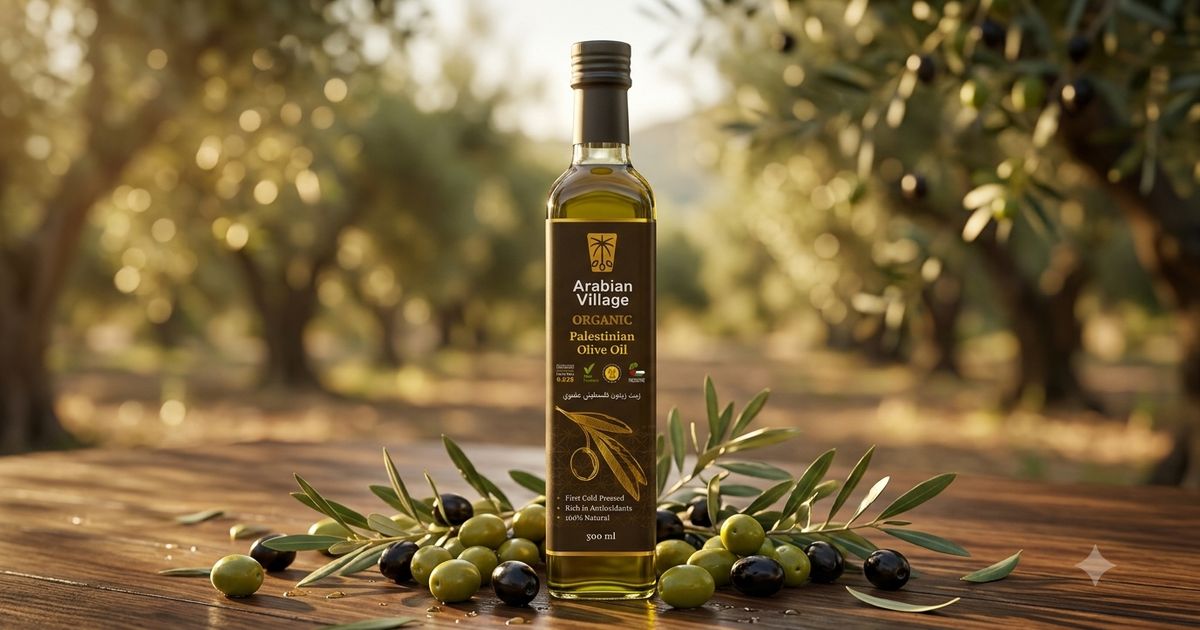 Arabian
Village
ORGANIC
Palestinian
Olive Oil
زيت زيتون فلسطيني عضوي
First Cold Pressed
Rich in Antioxidants
100% Natural
500 ml